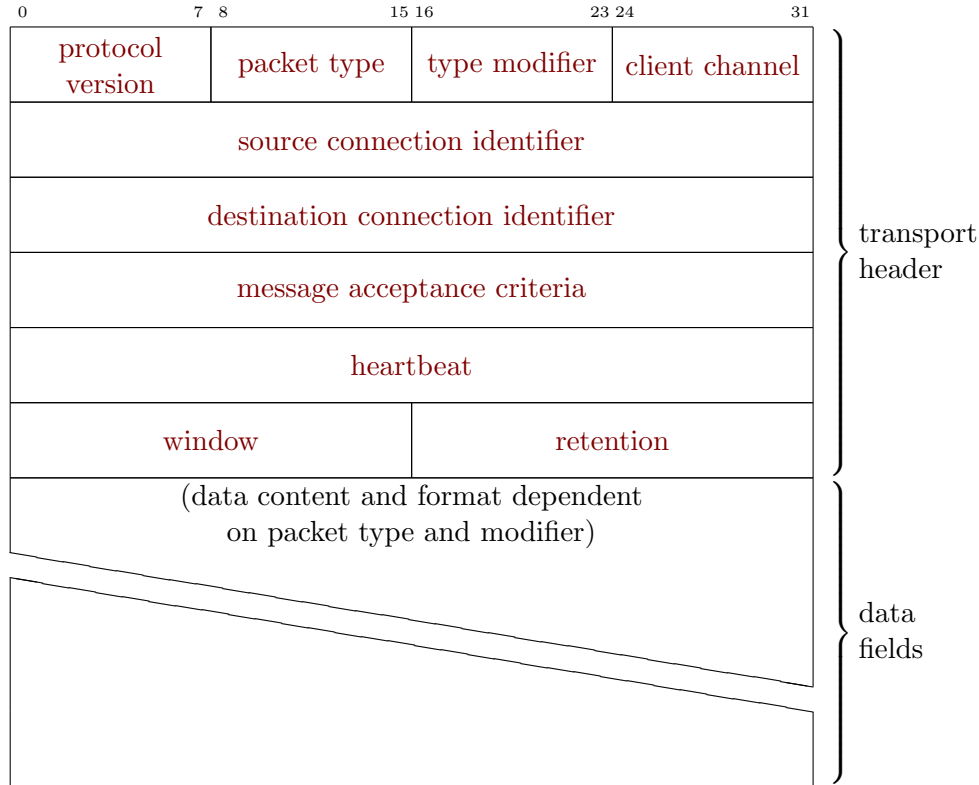 0 7 8 15 16 23 24 31
protocol
version
packet type
type modifier
client channel
source connection identifier
destination connection identifier
message acceptance criteria
heartbeat
window
retention
transport
header
(data content and format dependent
on packet type and modifier)
data
fields